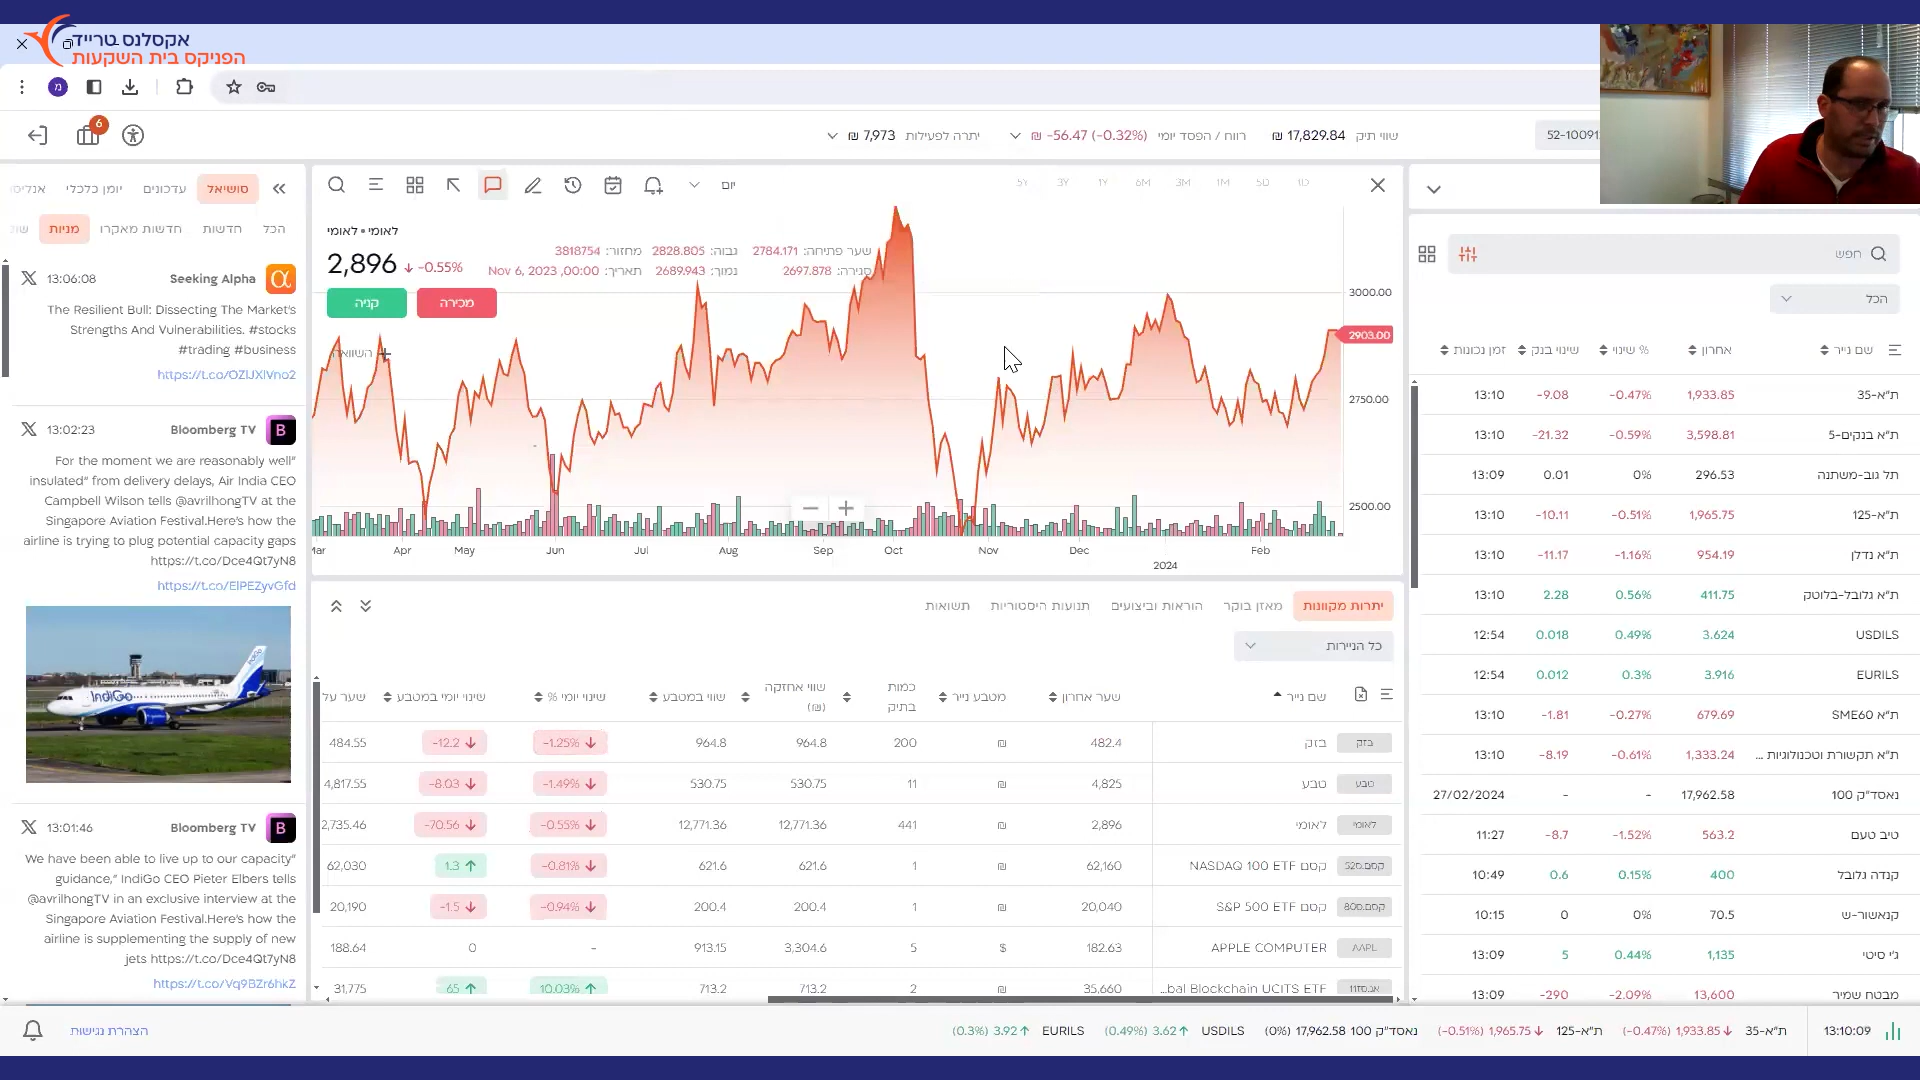 אקסלנס טרייד
הפניקס בית השקעות
מ
שווי תיק 17,829.84 ₪
רווח / הפסד יומי -56.47 (-0.32%) ₪
יתרה לפעילות 7,973 ₪
6
חפש
הכל
שם נייר אחרון % שינוי שינוי בנק' זמן נכונות
ת"א-35 1,933.85 -0.47% -9.08 13:10
ת"א בנקים-5 3,598.81 -0.59% -21.32 13:10
תל גוב-משתנה 296.53 0% 0.01 13:09
ת"א-125 1,965.75 -0.51% -10.11 13:10
ת"א נדלן 954.19 -1.16% -11.17 13:10
ת"א גלובל-בלוטק 411.75 0.56% 2.28 13:10
USDILS 3.624 0.49% 0.018 12:54
EURILS 3.916 0.3% 0.012 12:54
ת"א SME60 679.69 -0.27% -1.81 13:10
ת"א תקשורת וטכנולוגיות ... 1,333.24 -0.61% -8.19 13:10
נאסד"ק 100 17,962.58 - - 27/02/2024
טיב טעם 563.2 -1.52% -8.7 11:27
קנדה גלובל 400 0.15% 0.6 10:49
קנאשור-ש 70.5 0% 0 10:15
ג'י סיטי 1,135 0.44% 5 13:09
מבטח שמיר 13,600 -2.09% -290 13:09
יום
5Y 3Y 1Y 6M 3M 1M 5D 1D
לאומי • לאומי
2,896 -0.55%
שער פתיחה: 2784.171 גבוה: 2828.805 מחזור: 3818754
סגירה: 2697.878 נמוך: 2689.943 תאריך: Nov 6, 2023 ,00:00
קניה מכירה
השוואה
3000.00
2903.00
2750.00
2500.00
Mar Apr May Jun Jul Aug Sep Oct Nov Dec Feb
2024
יתרות מקוונות מאזן בוקר הוראות וביצועים תנועות היסטוריות תשואות
כל הניירות
שם נייר שער אחרון מטבע נייר כמות בתיק שווי אחזקה (₪) שווי במטבע שינוי יומי % שינוי יומי במטבע שער על
בזק בזק 482.4 ₪ 200 964.8 964.8 -1.25% -12.2 484.55
טבע טבע 4,825 ₪ 11 530.75 530.75 -1.49% -8.03 4,817.55
לאומי לאומי 2,896 ₪ 441 12,771.36 12,771.36 -0.55% -70.56 2,735.46
קסם.נס52 קסם NASDAQ 100 ETF 62,160 ₪ 1 621.6 621.6 -0.81% 1.3 62,030
קסם.ס80 קסם S&P 500 ETF 20,040 ₪ 1 200.4 200.4 -0.94% -1.5 20,190
AAPL APPLE COMPUTER 182.63 $ 5 3,304.6 913.15 - 0 188.64
...bal Blockchain UCITS ETF 35,660 ₪ 2 713.2 713.2 10.03% 65 31,775
סושיאל עדכונים יומן כלכלי
הכל חדשות חדשות מאקרו מניות
Seeking Alpha 13:06:08
The Resilient Bull: Dissecting The Market's
Strengths And Vulnerabilities. #stocks
#trading #business
https://t.co/OZlJXIVno2
Bloomberg TV 13:02:23
For the moment we are reasonably well"
insulated" from delivery delays, Air India CEO
Campbell Wilson tells @avrilhongTV at the
Singapore Aviation Festival.Here's how the
airline is trying to plug potential capacity gaps
https://t.co/Dce4Qt7yN8
https://t.co/ElPEZyvGfd
IndiGo
Bloomberg TV 13:01:46
We have been able to live up to our capacity"
guidance," IndiGo CEO Pieter Elbers tells
@avrilhongTV in an exclusive interview at the
Singapore Aviation Festival.Here's how the
airline is supplementing the supply of new
jets https://t.co/Dce4Qt7yN8
https://t.co/Vq9BZr6hkZ
13:10:09 ת"א-35 1,933.85 (-0.47%) ת"א-125 1,965.75 (-0.51%) נאסד"ק 100 17,962.58 (0%) USDILS 3.62 (0.49%) EURILS 3.92 (0.3%)
הצהרת נגישות